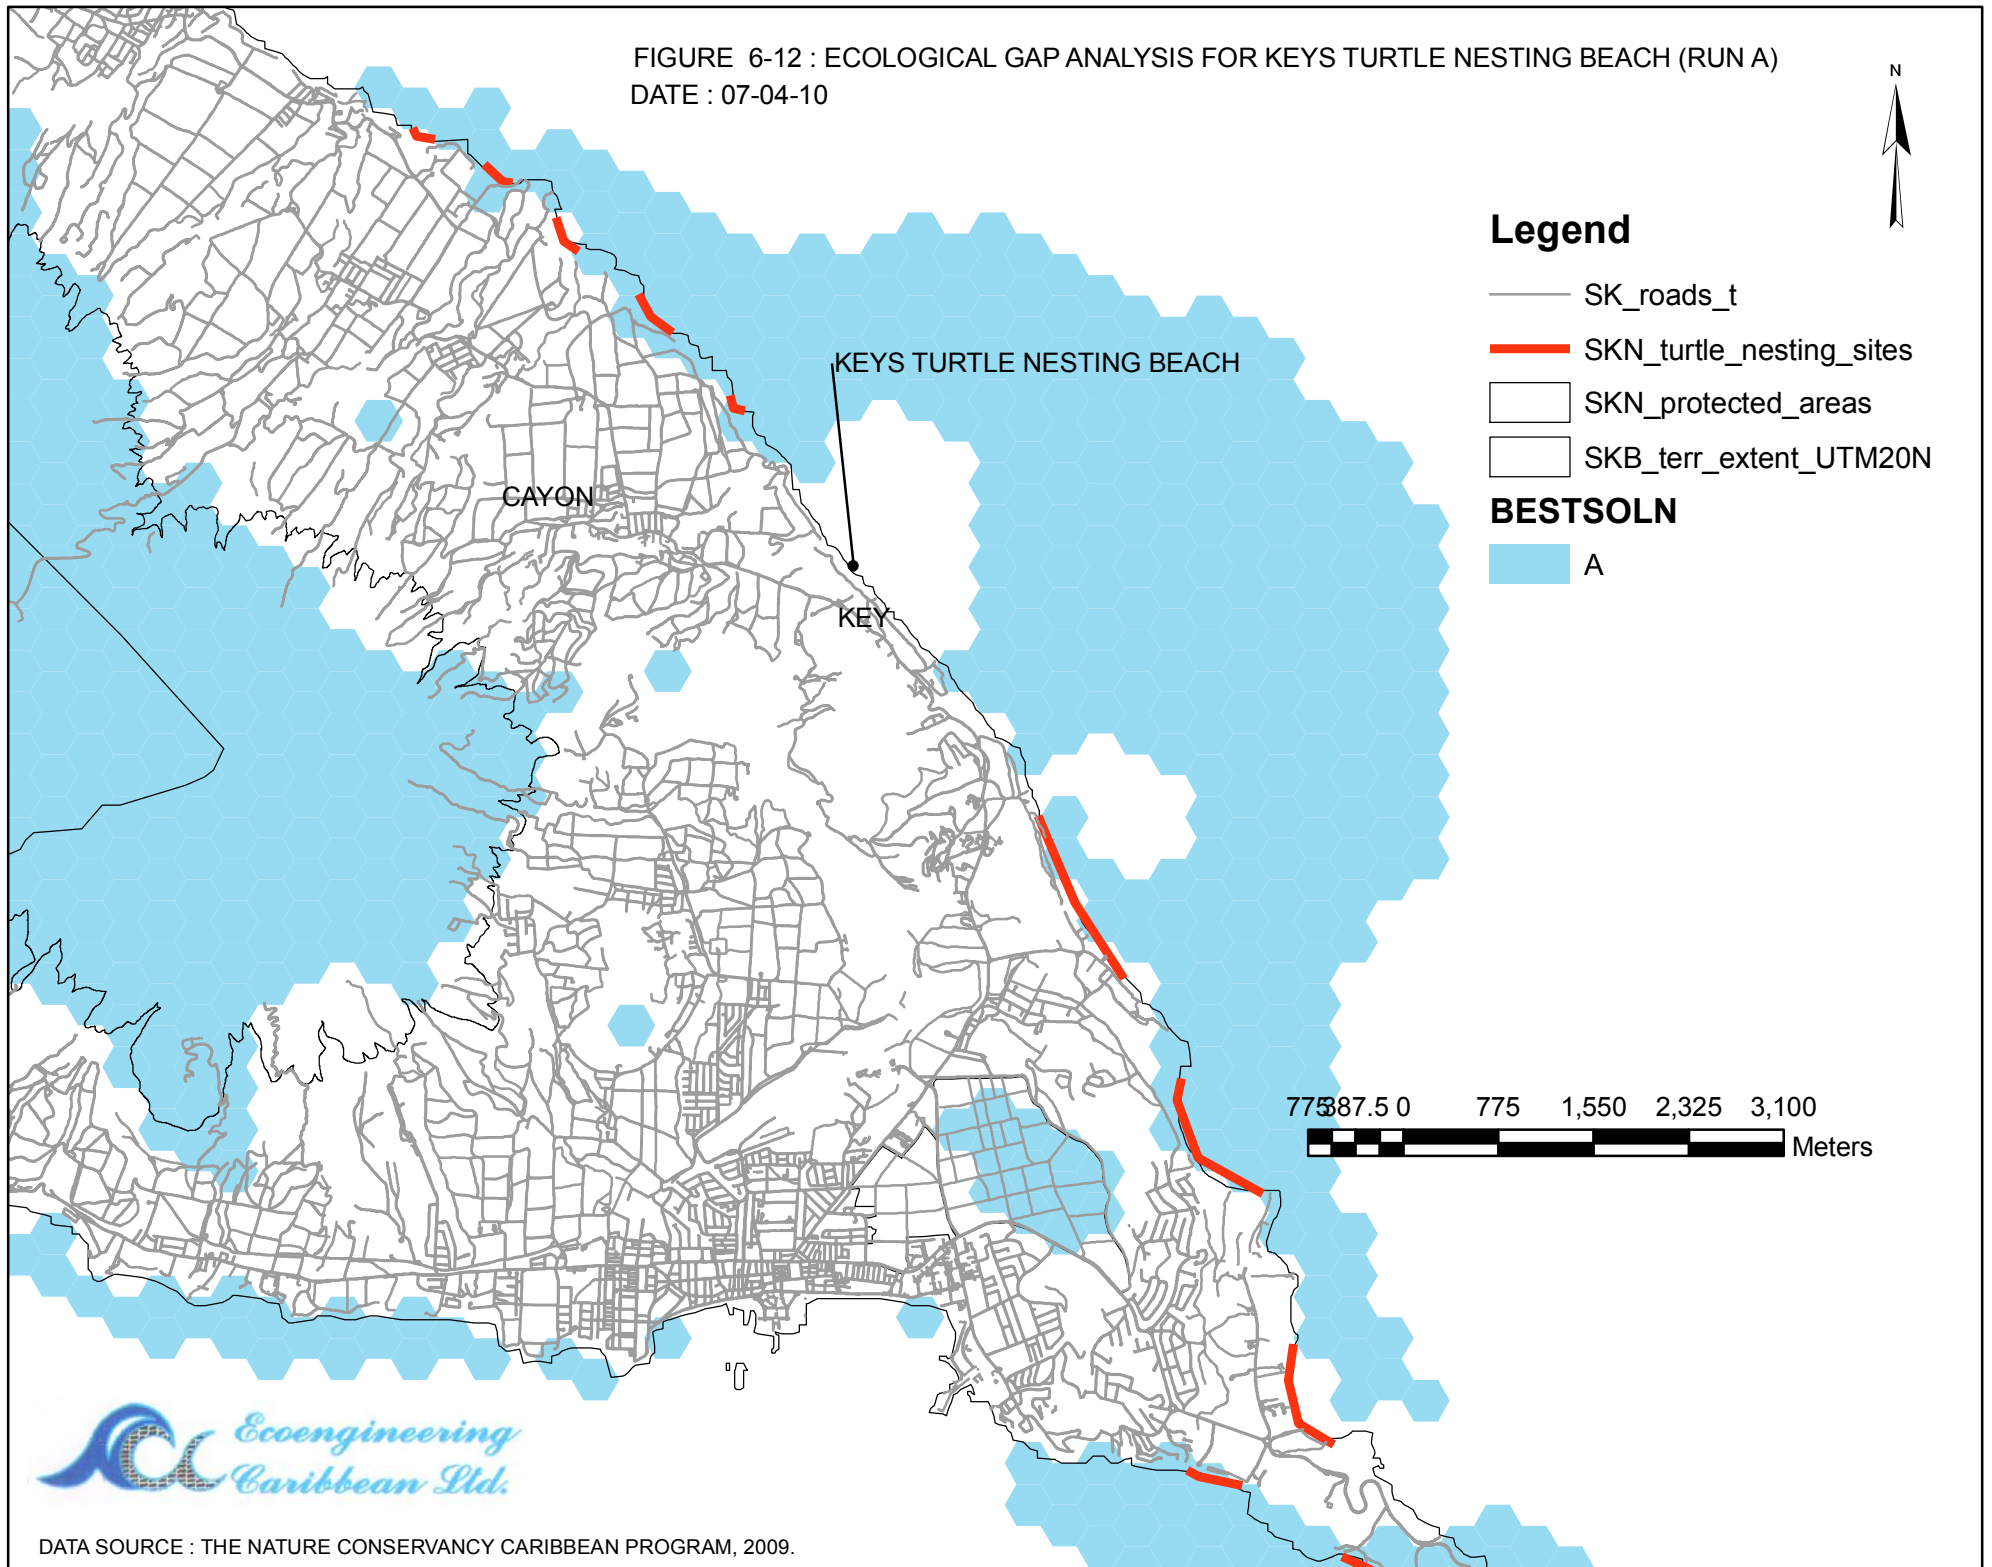 FIGURE 6-12 : ECOLOGICAL GAP ANALYSIS FOR KEYS TURTLE NESTING BEACH (RUN A)
DATE : 07-04-10
N
Legend
SK_roads_t
SKN_turtle_nesting_sites
SKN_protected_areas
SKB_terr_extent_UTM20N
BESTSOLN
A
KEYS TURTLE NESTING BEACH
CAYON
KEY
775 387.5 0 775 1,550 2,325 3,100
Meters
Ecoengineering
Caribbean Ltd.
DATA SOURCE : THE NATURE CONSERVANCY CARIBBEAN PROGRAM, 2009.